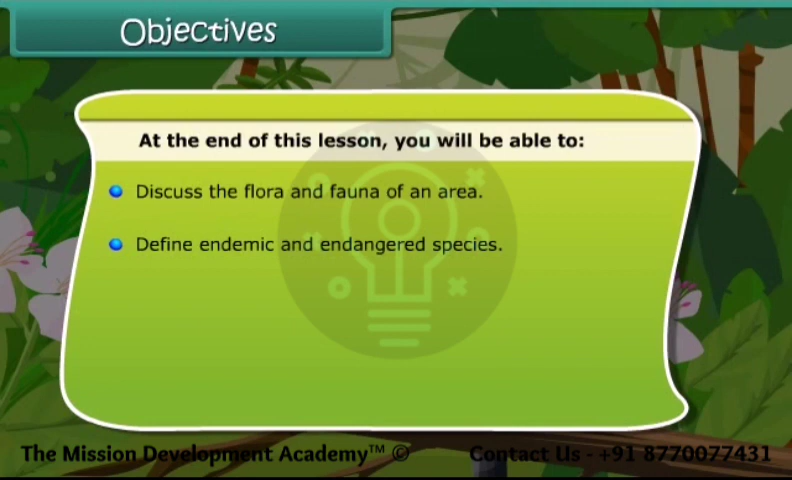 Objectives
At the end of this lesson, you will be able to:
Discuss the flora and fauna of an area.
Define endemic and endangered species.
The Mission Development Academy™ © Contact Us - +91 8770077431